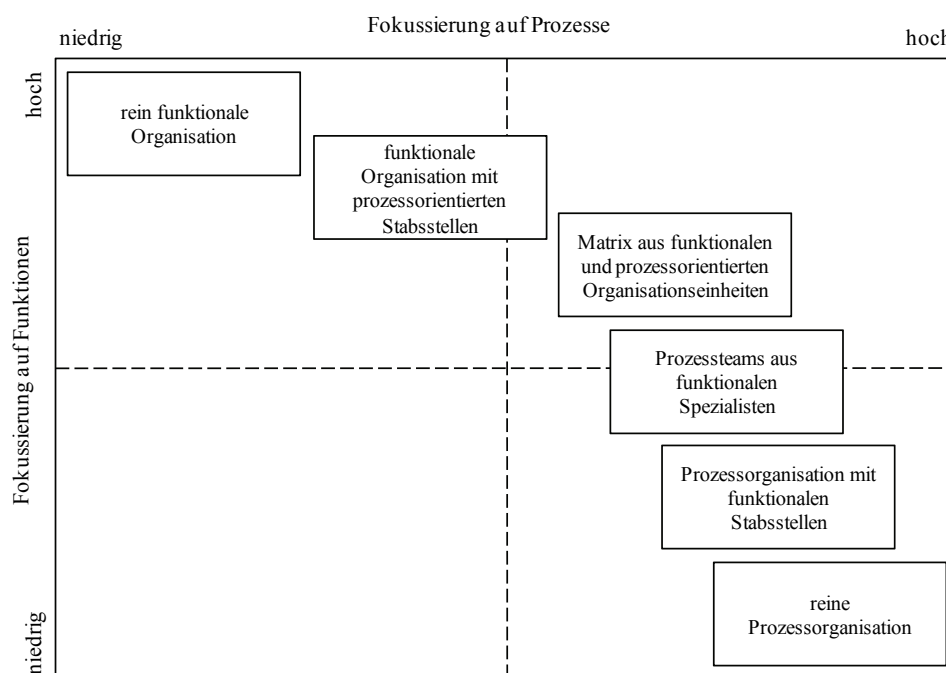 Fokussierung auf Prozesse
niedrig
hoch
hoch
Fokussierung auf Funktionen
niedrig
rein funktionale
Organisation
funktionale
Organisation mit
prozessorientierten
Stabsstellen
Matrix aus funktionalen
und prozessorientierten
Organisationseinheiten
Prozessteams aus
funktionalen
Spezialisten
Prozessorganisation mit
funktionalen
Stabsstellen
reine
Prozessorganisation